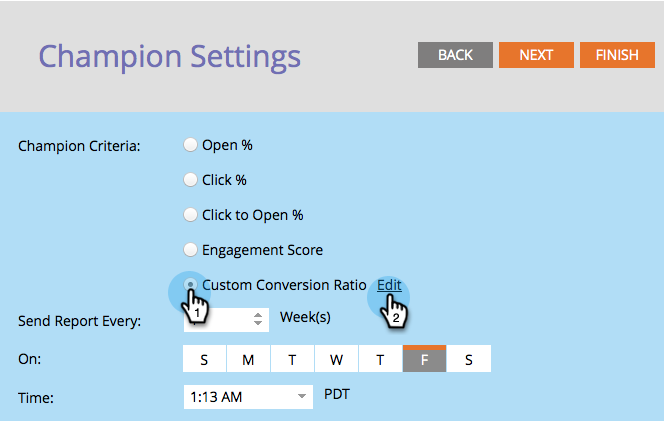 Champion Settings
BACK NEXT FINISH
Champion Criteria:
Open %
Click %
Click to Open %
Engagement Score
Custom Conversion Ratio Edit
1
2
Send Report Every: Week(s)
On: S M T W T F S
Time: 1:13 AM PDT